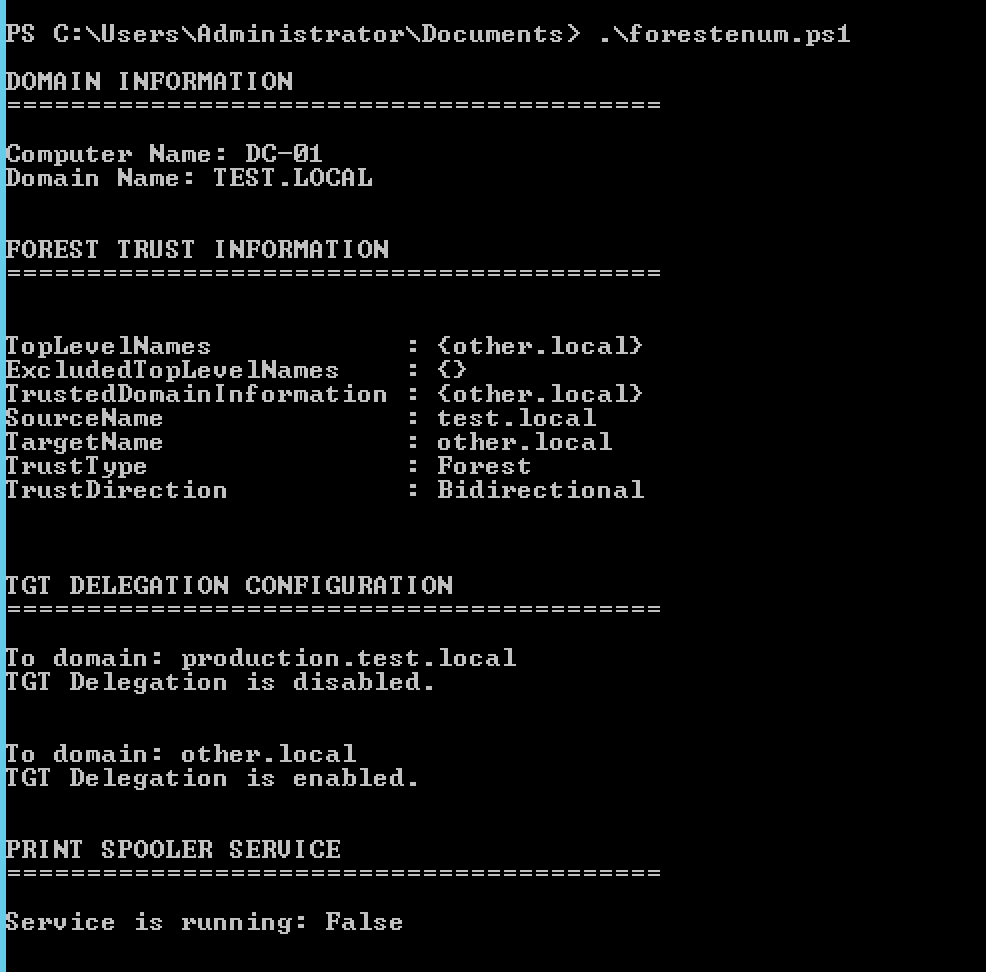 PS C:\Users\Administrator\Documents> .\forestenum.ps1
DOMAIN INFORMATION
=========================================
Computer Name: DC-01
Domain Name: TEST.LOCAL
FOREST TRUST INFORMATION
=========================================
TopLevelNames            : {other.local}
ExcludedTopLevelNames    : {}
TrustedDomainInformation : {other.local}
SourceName               : test.local
TargetName               : other.local
TrustType                : Forest
TrustDirection           : Bidirectional
TGT DELEGATION CONFIGURATION
=========================================
To domain: production.test.local
TGT Delegation is disabled.
To domain: other.local
TGT Delegation is enabled.
PRINT SPOOLER SERVICE
=========================================
Service is running: False